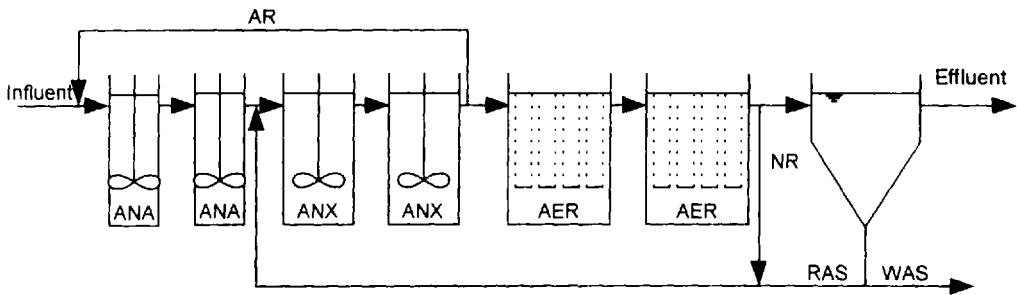 AR
Influent
Effluent
NR
ANA
ANA
ANX
ANX
AER
AER
RAS
WAS